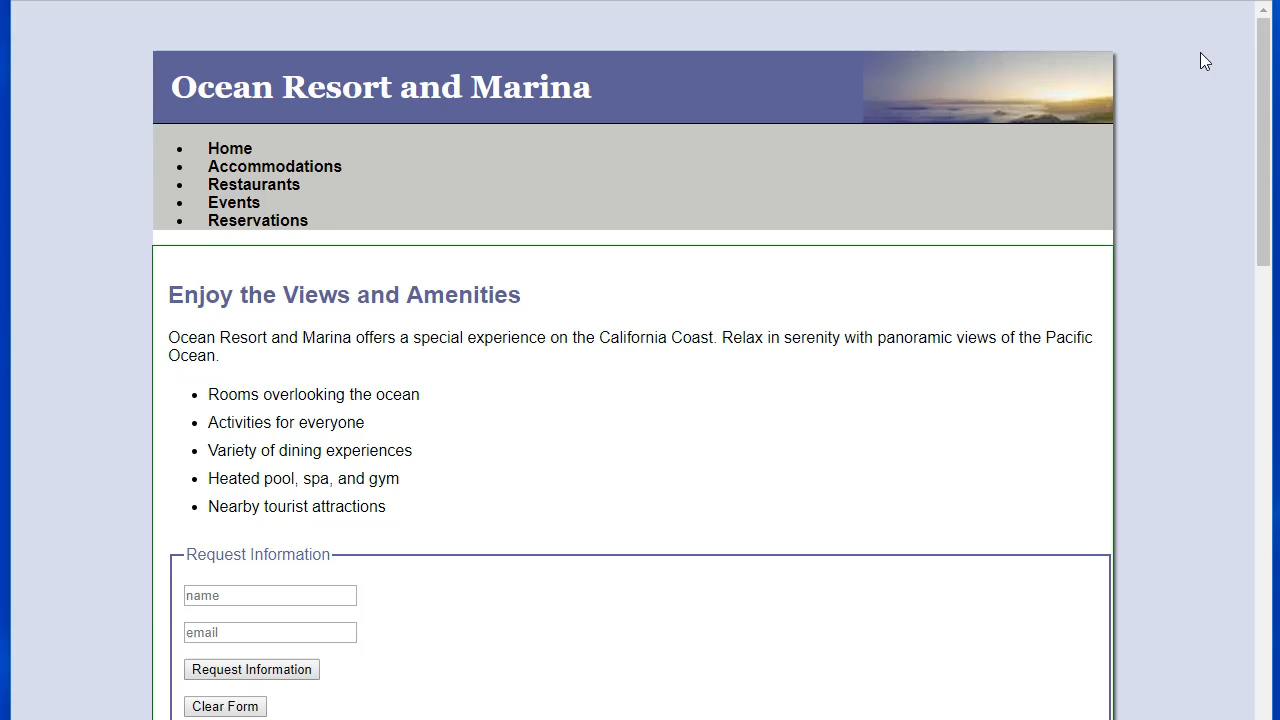 Ocean Resort and Marina
Home
Accommodations
Restaurants
Events
Reservations
Enjoy the Views and Amenities
Ocean Resort and Marina offers a special experience on the California Coast. Relax in serenity with panoramic views of the Pacific
Ocean.
Rooms overlooking the ocean
Activities for everyone
Variety of dining experiences
Heated pool, spa, and gym
Nearby tourist attractions
Request Information
name
email
Request Information
Clear Form